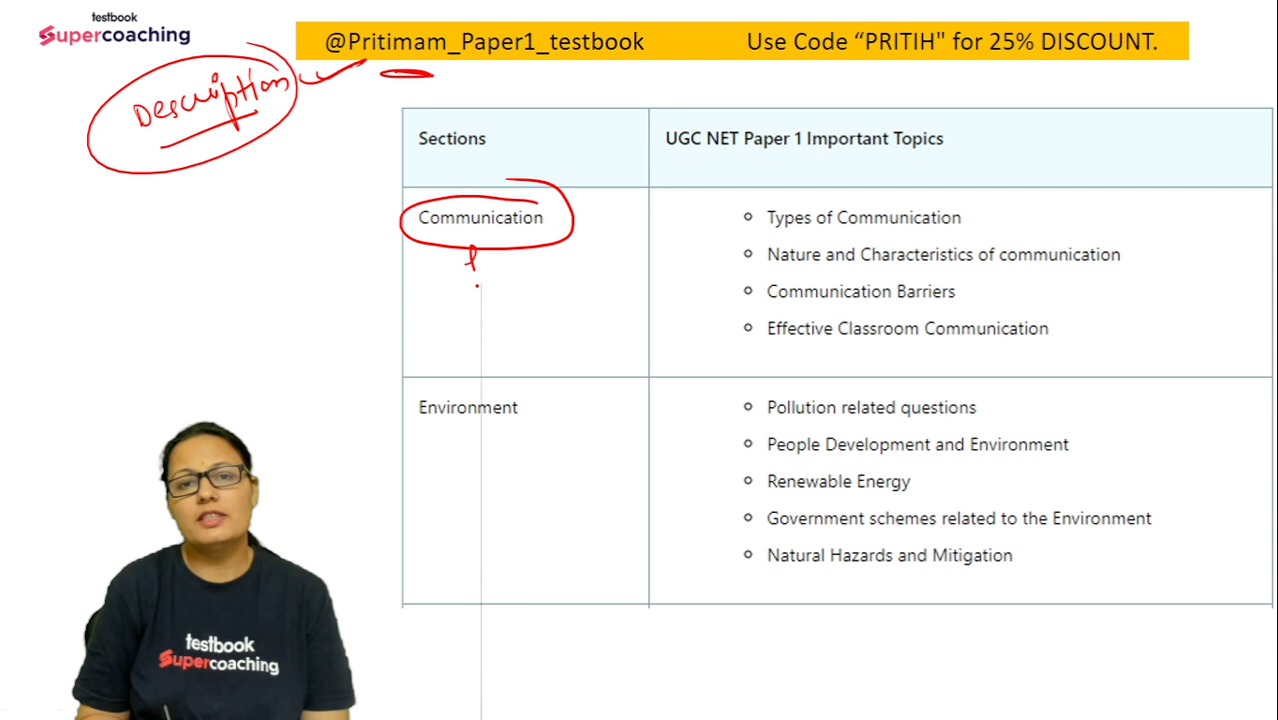 testbook
Supercoaching
@Pritimam_Paper1_testbook Use Code “PRITIH" for 25% DISCOUNT.
Description
Sections UGC NET Paper 1 Important Topics
Communication
Types of Communication
Nature and Characteristics of communication
Communication Barriers
Effective Classroom Communication
Environment
Pollution related questions
People Development and Environment
Renewable Energy
Government schemes related to the Environment
Natural Hazards and Mitigation
testbook
Supercoaching